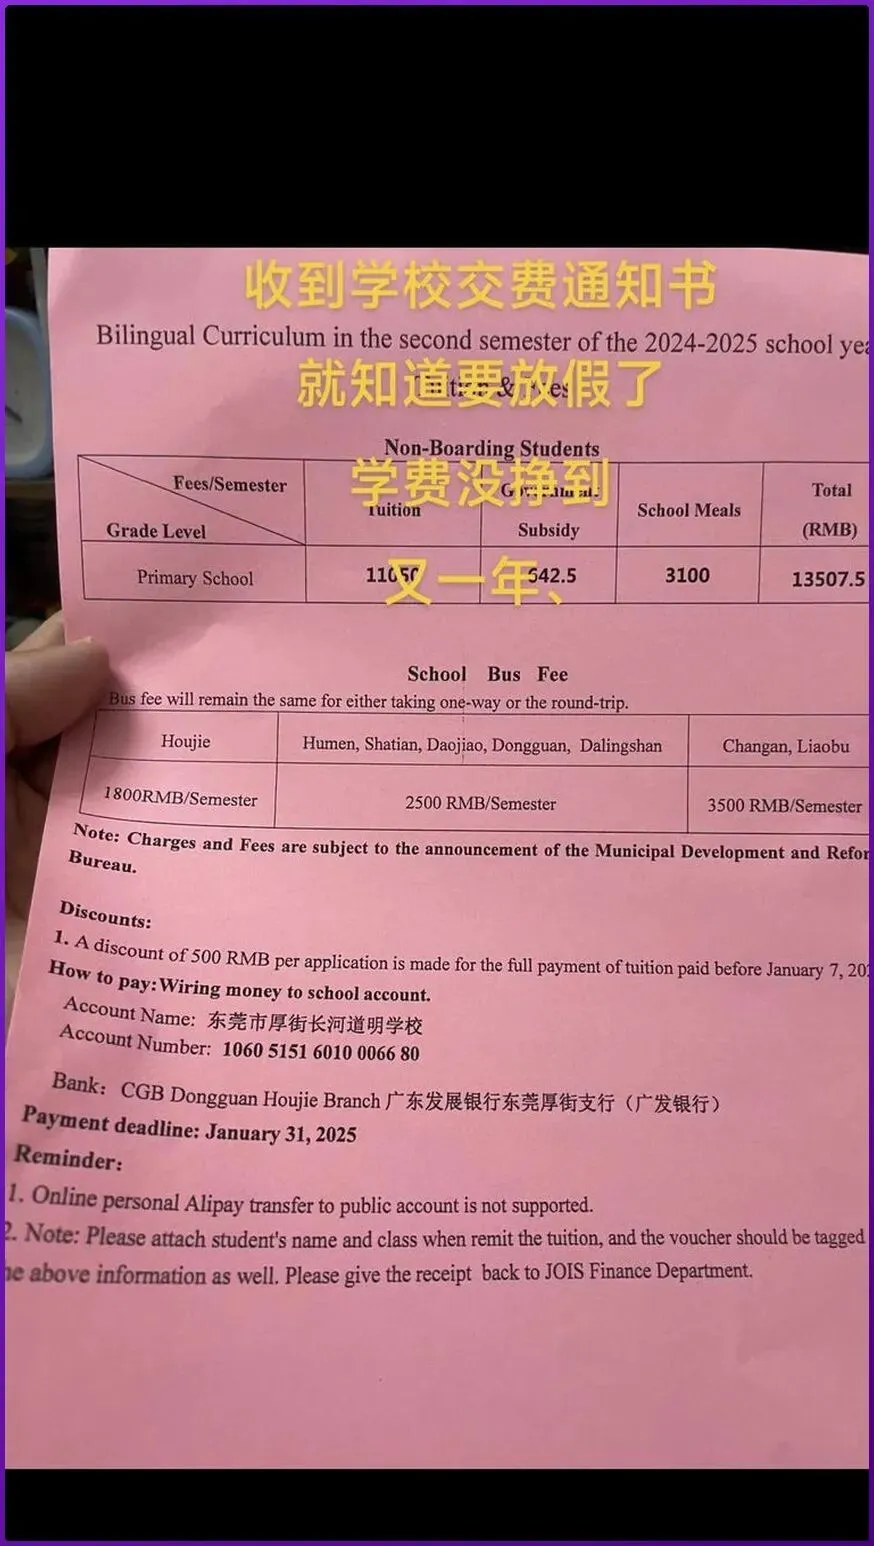 收到学校交费通知书
Bilingual Curriculum in the second semester of the 2024-2025 school
就知道要放假了
Tuition & Fees
Non-Boarding Students
学费没挣到
Fees/Semester
Grade Level
Tuition
Government
Subsidy
School Meals
Total
(RMB)
又一年、
Primary School
11050
642.5
3100
13507.5
School Bus Fee
Bus fee will remain the same for either taking one-way or the round-trip.
Houjie
Humen, Shatian, Daojiao, Dongguan, Dalingshan
Changan, Liaobu
1800RMB/Semester
2500 RMB/Semester
3500 RMB/Semester
Note: Charges and Fees are subject to the announcement of the Municipal Development and
Bureau.
Discounts:
1. A discount of 500 RMB per application is made for the full payment of tuition paid before January 7,
How to pay:Wiring money to school account.
Account Name: 东莞市厚街长河道明学校
Account Number: 1060 5151 6010 0066 80
Bank: CGB Dongguan Houjie Branch 广东发展银行东莞厚街支行（广发银行）
Payment deadline: January 31, 2025
Reminder:
1. Online personal Alipay transfer to public account is not supported.
2. Note: Please attach student's name and class when remit the tuition, and the voucher should be tagged
above information as well. Please give the receipt back to JOIS Finance Department.